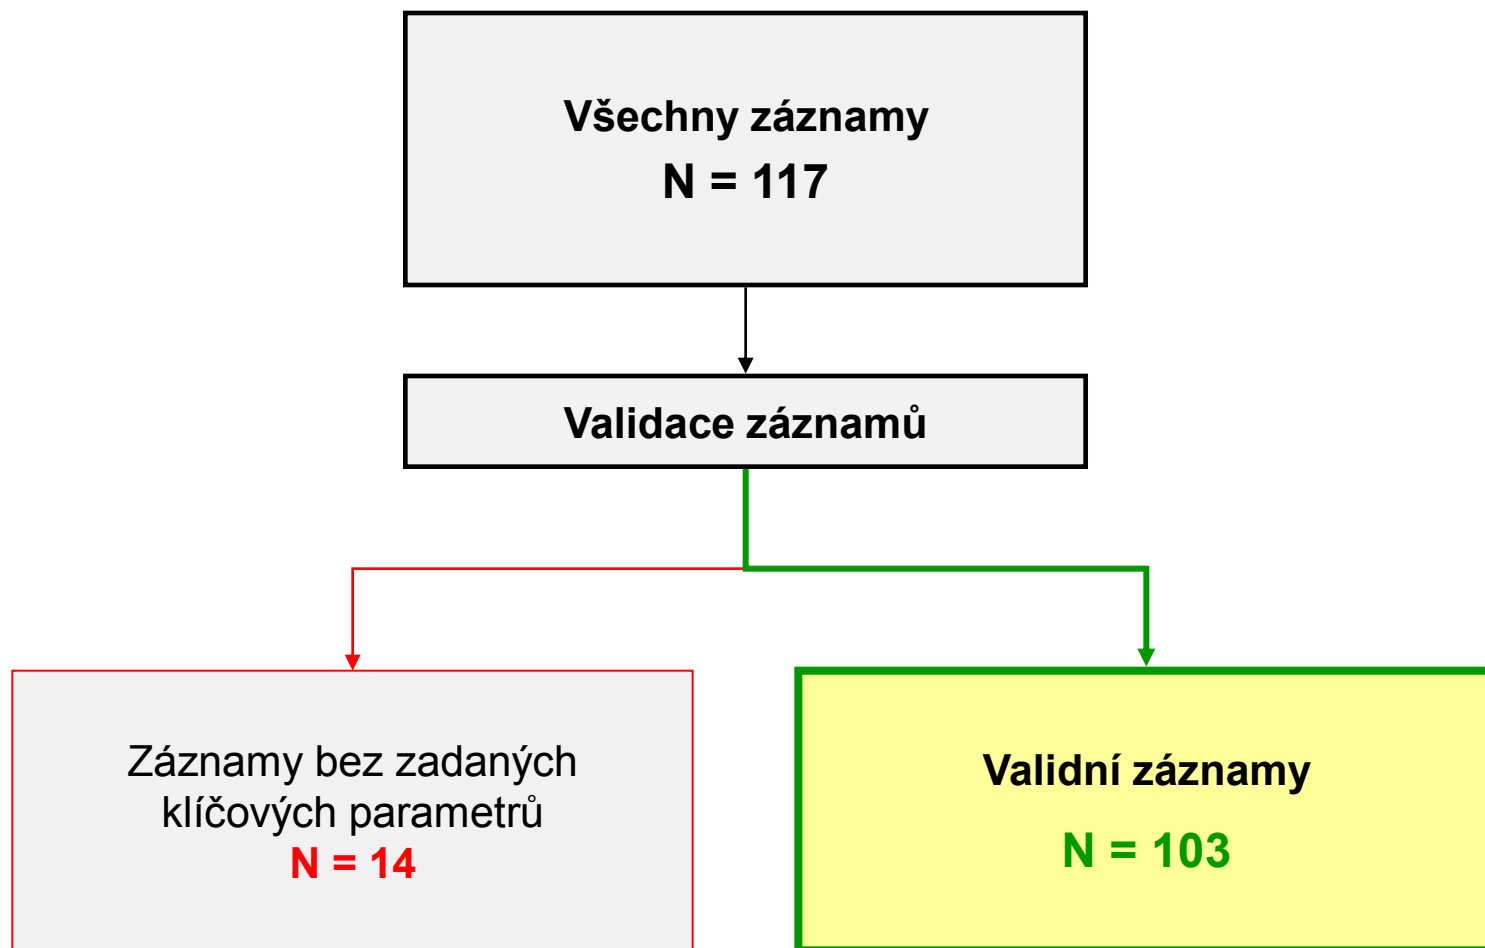 Všechny záznamy
N = 117
Validace záznamů
Záznamy bez zadaných
klíčových parametrů
N = 14
Validní záznamy
N = 103